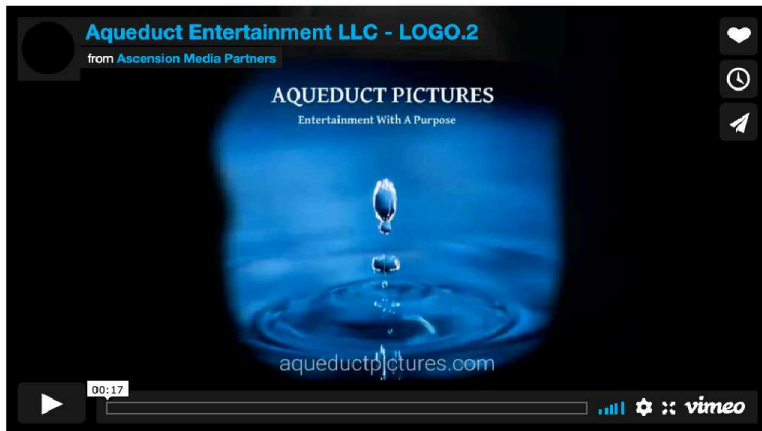 Aqueduct Entertainment LLC - LOGO.2
from Ascension Media Partners
AQUEDUCT PICTURES
Entertainment With A Purpose
aqueductpictures.com
00:17
vimeo